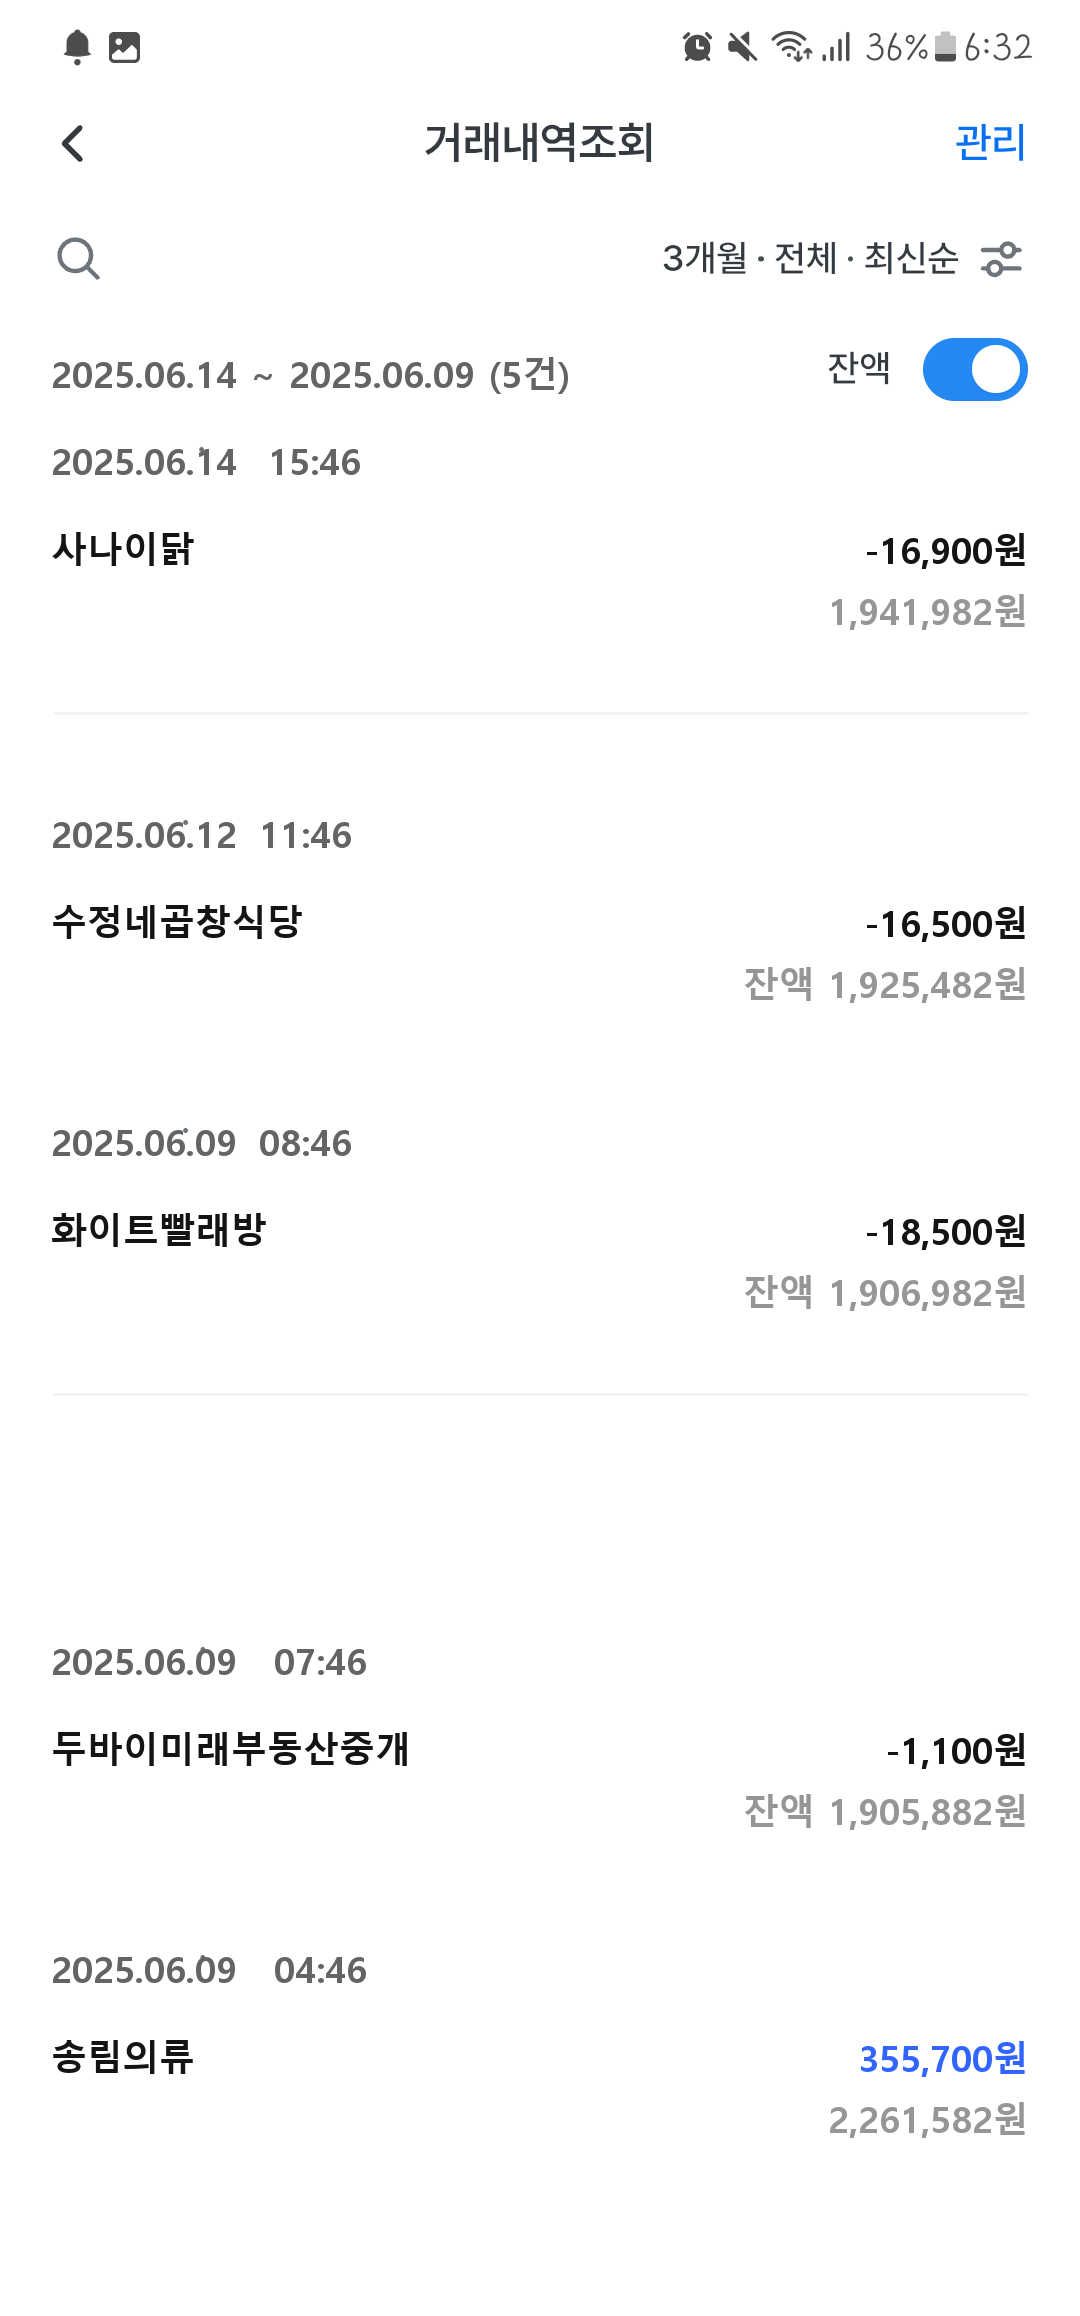 36% 6:32
거래내역조회 관리
3개월 · 전체 · 최신순
2025.06.14 ~ 2025.06.09 (5건) 잔액
2025.06.14 15:46
사나이닭 -16,900원
1,941,982원
2025.06.12 11:46
수정네곱창식당 -16,500원
잔액 1,925,482원
2025.06.09 08:46
화이트빨래방 -18,500원
잔액 1,906,982원
2025.06.09 07:46
두바이미래부동산중개 -1,100원
잔액 1,905,882원
2025.06.09 04:46
송림의류 355,700원
2,261,582원